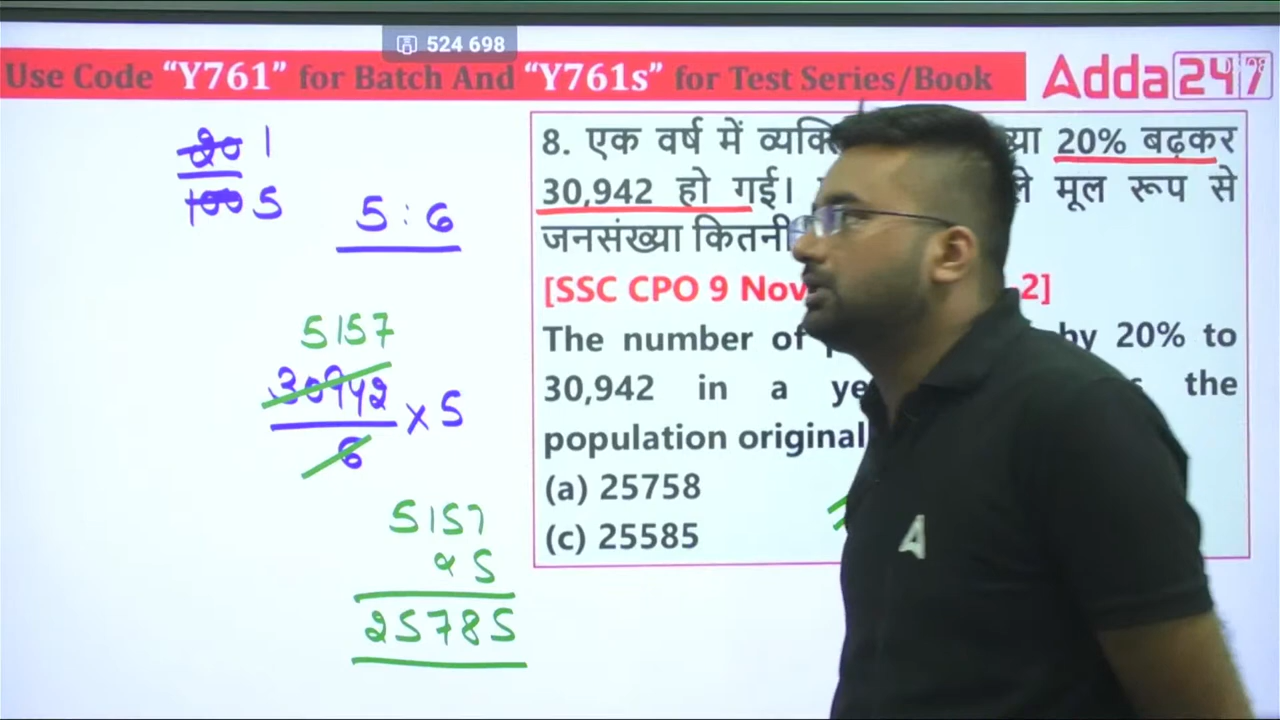 524 698
Use Code “Y761” for Batch And “Y761s” for Test Series/Book
Adda247
20 1
100 5
5 : 6
5157
30942 × 5
6
5157
× 5
25785
8. एक वर्ष में 20% बढ़कर
30,942 हो गई। मूल रूप से
जनसंख्या कितनी
[SSC CPO 9 Nov 2]
The number of by 20% to
30,942 in a the
population original
(a) 25758
(c) 25585